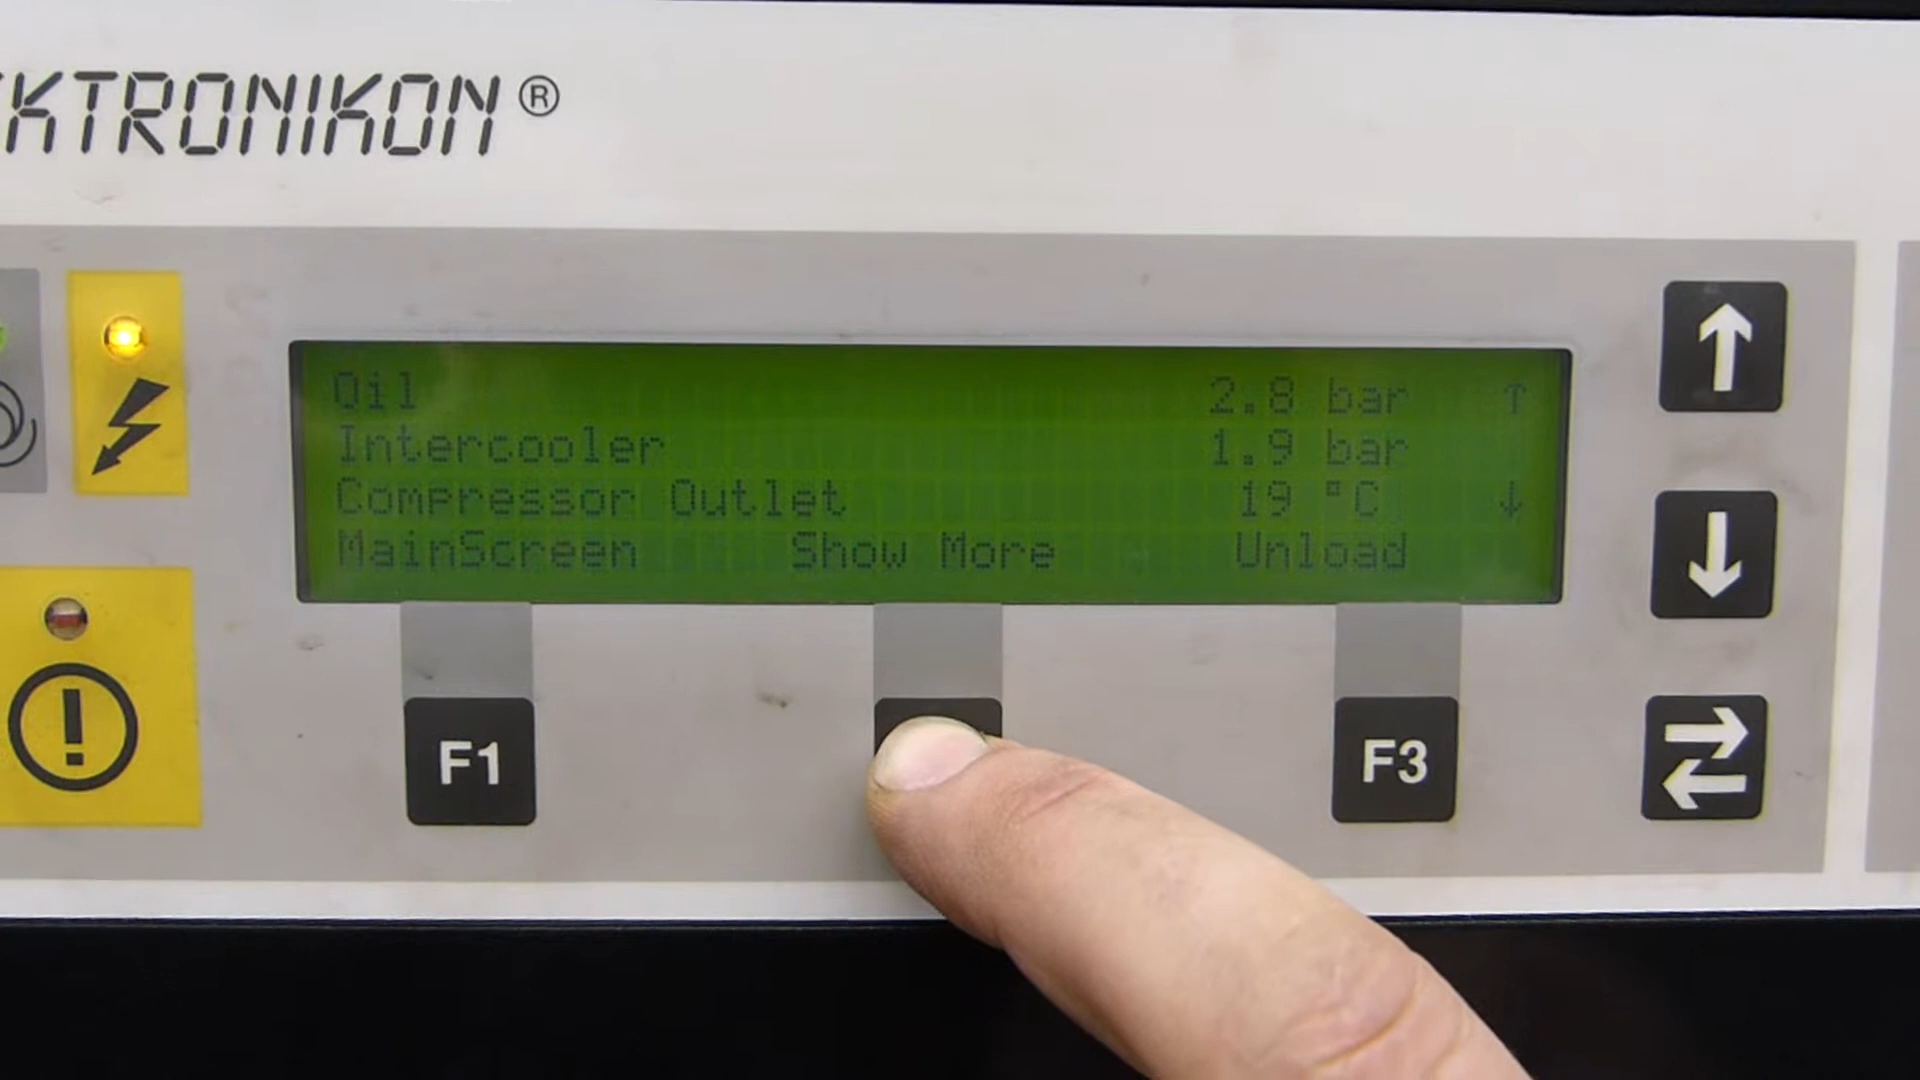 KTRONIKON®
Oil 2.8 bar ↑
Intercooler 1.9 bar
Compressor Outlet 19 °C ↓
MainScreen Show More Unload
F1 F3